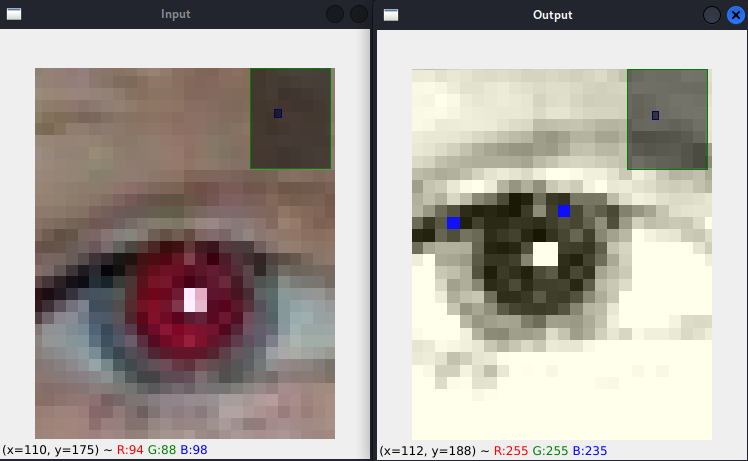 Input
Output
(x=110, y=175) ~ R:94 G:88 B:98
(x=112, y=188) ~ R:255 G:255 B:235